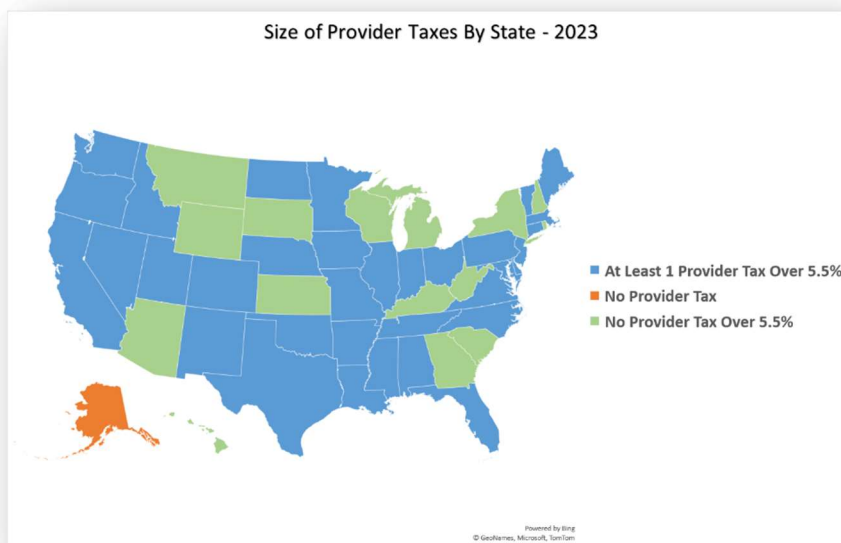 Size of Provider Taxes By State - 2023
At Least 1 Provider Tax Over 5.5%
No Provider Tax
No Provider Tax Over 5.5%
Powered by Bing
© GeoNames, Microsoft, TomTom